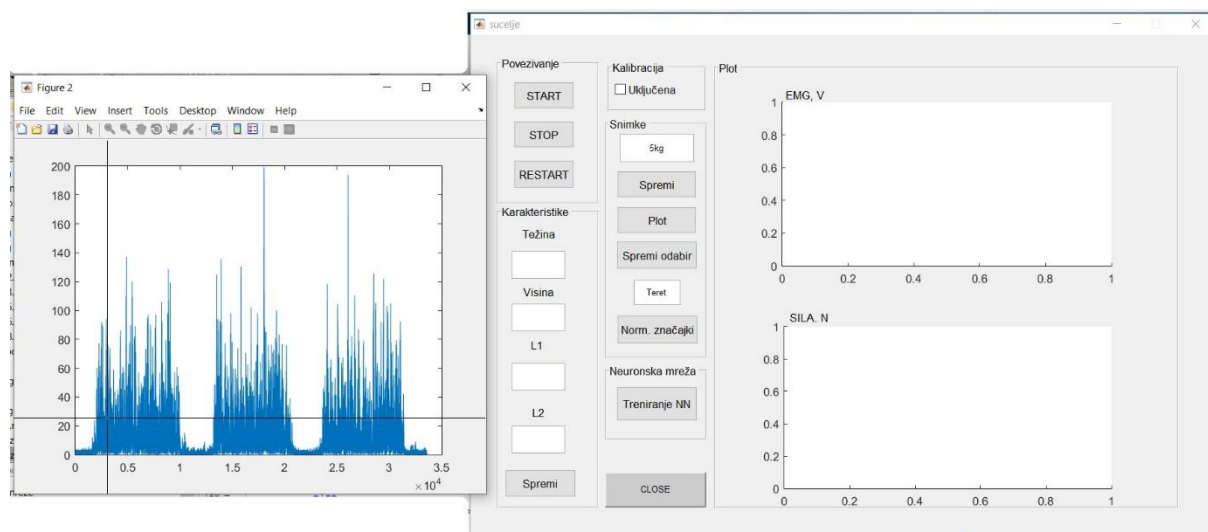 Figure 2
File Edit View Insert Tools Desktop Window Help
200
180
160
140
120
100
80
60
40
20
0
0 0.5 1 1.5 2 2.5 3 3.5
× 10⁴
sucelje
Povezivanje
START
STOP
RESTART
Karakteristike
Težina
Visina
L1
L2
Spremi
Kalibracija
Uključena
Snimke
5kg
Spremi
Plot
Spremi odabir
Teret
Norm. značajki
Neuronska mreža
Treniranje NN
CLOSE
Plot
EMG, V
1
0.8
0.6
0.4
0.2
0
0 0.2 0.4 0.6 0.8 1
SILA, N
1
0.8
0.6
0.4
0.2
0
0 0.2 0.4 0.6 0.8 1